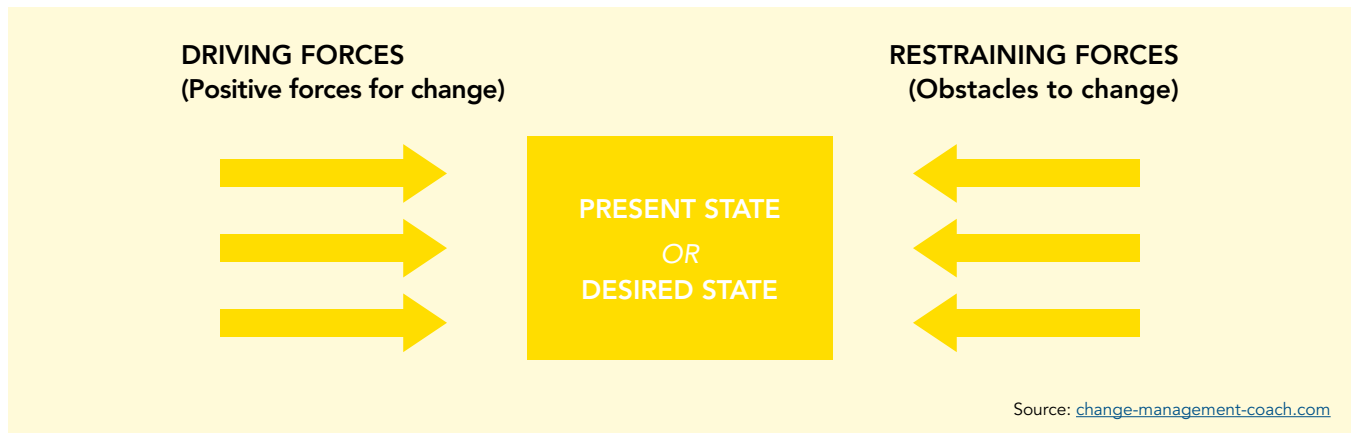 DRIVING FORCES
(Positive forces for change)
RESTRAINING FORCES
(Obstacles to change)
PRESENT STATE
OR
DESIRED STATE
Source: change-management-coach.com